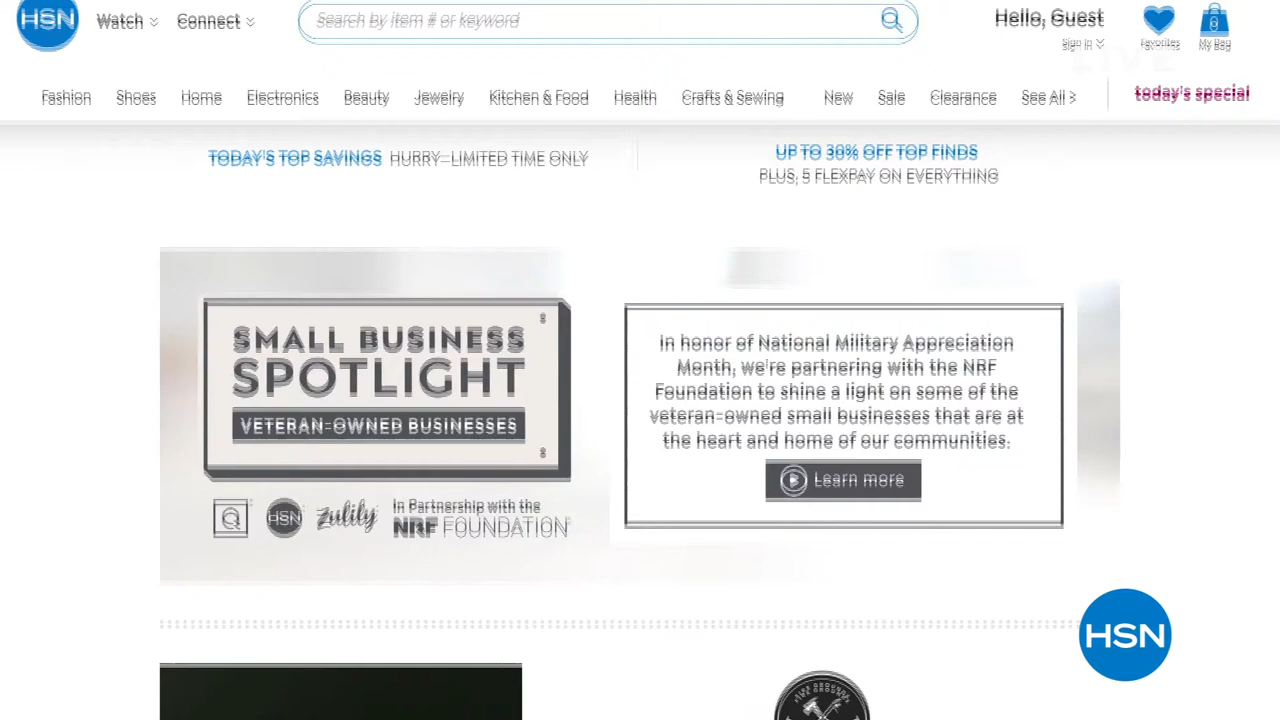 HSN
Watch
Connect
Search by item # or keyword
Hello, Guest
Sign In
Favorites
0
My Bag
LIVE
Fashion
Shoes
Home
Electronics
Beauty
Jewelry
Kitchen & Food
Health
Crafts & Sewing
New
Sale
Clearance
See All >
today's special
TODAY'S TOP SAVINGS HURRY–LIMITED TIME ONLY
UP TO 30% OFF TOP FINDS
PLUS, 5 FLEXPAY ON EVERYTHING
SMALL BUSINESS
SPOTLIGHT
VETERAN-OWNED BUSINESSES
Q
HSN
zulily
In Partnership with the
NRF FOUNDATION
In honor of National Military Appreciation
Month, we're partnering with the NRF
Foundation to shine a light on some of the
veteran-owned small businesses that are at
the heart and home of our communities.
Learn more
HSN
FIRE GROUNDS